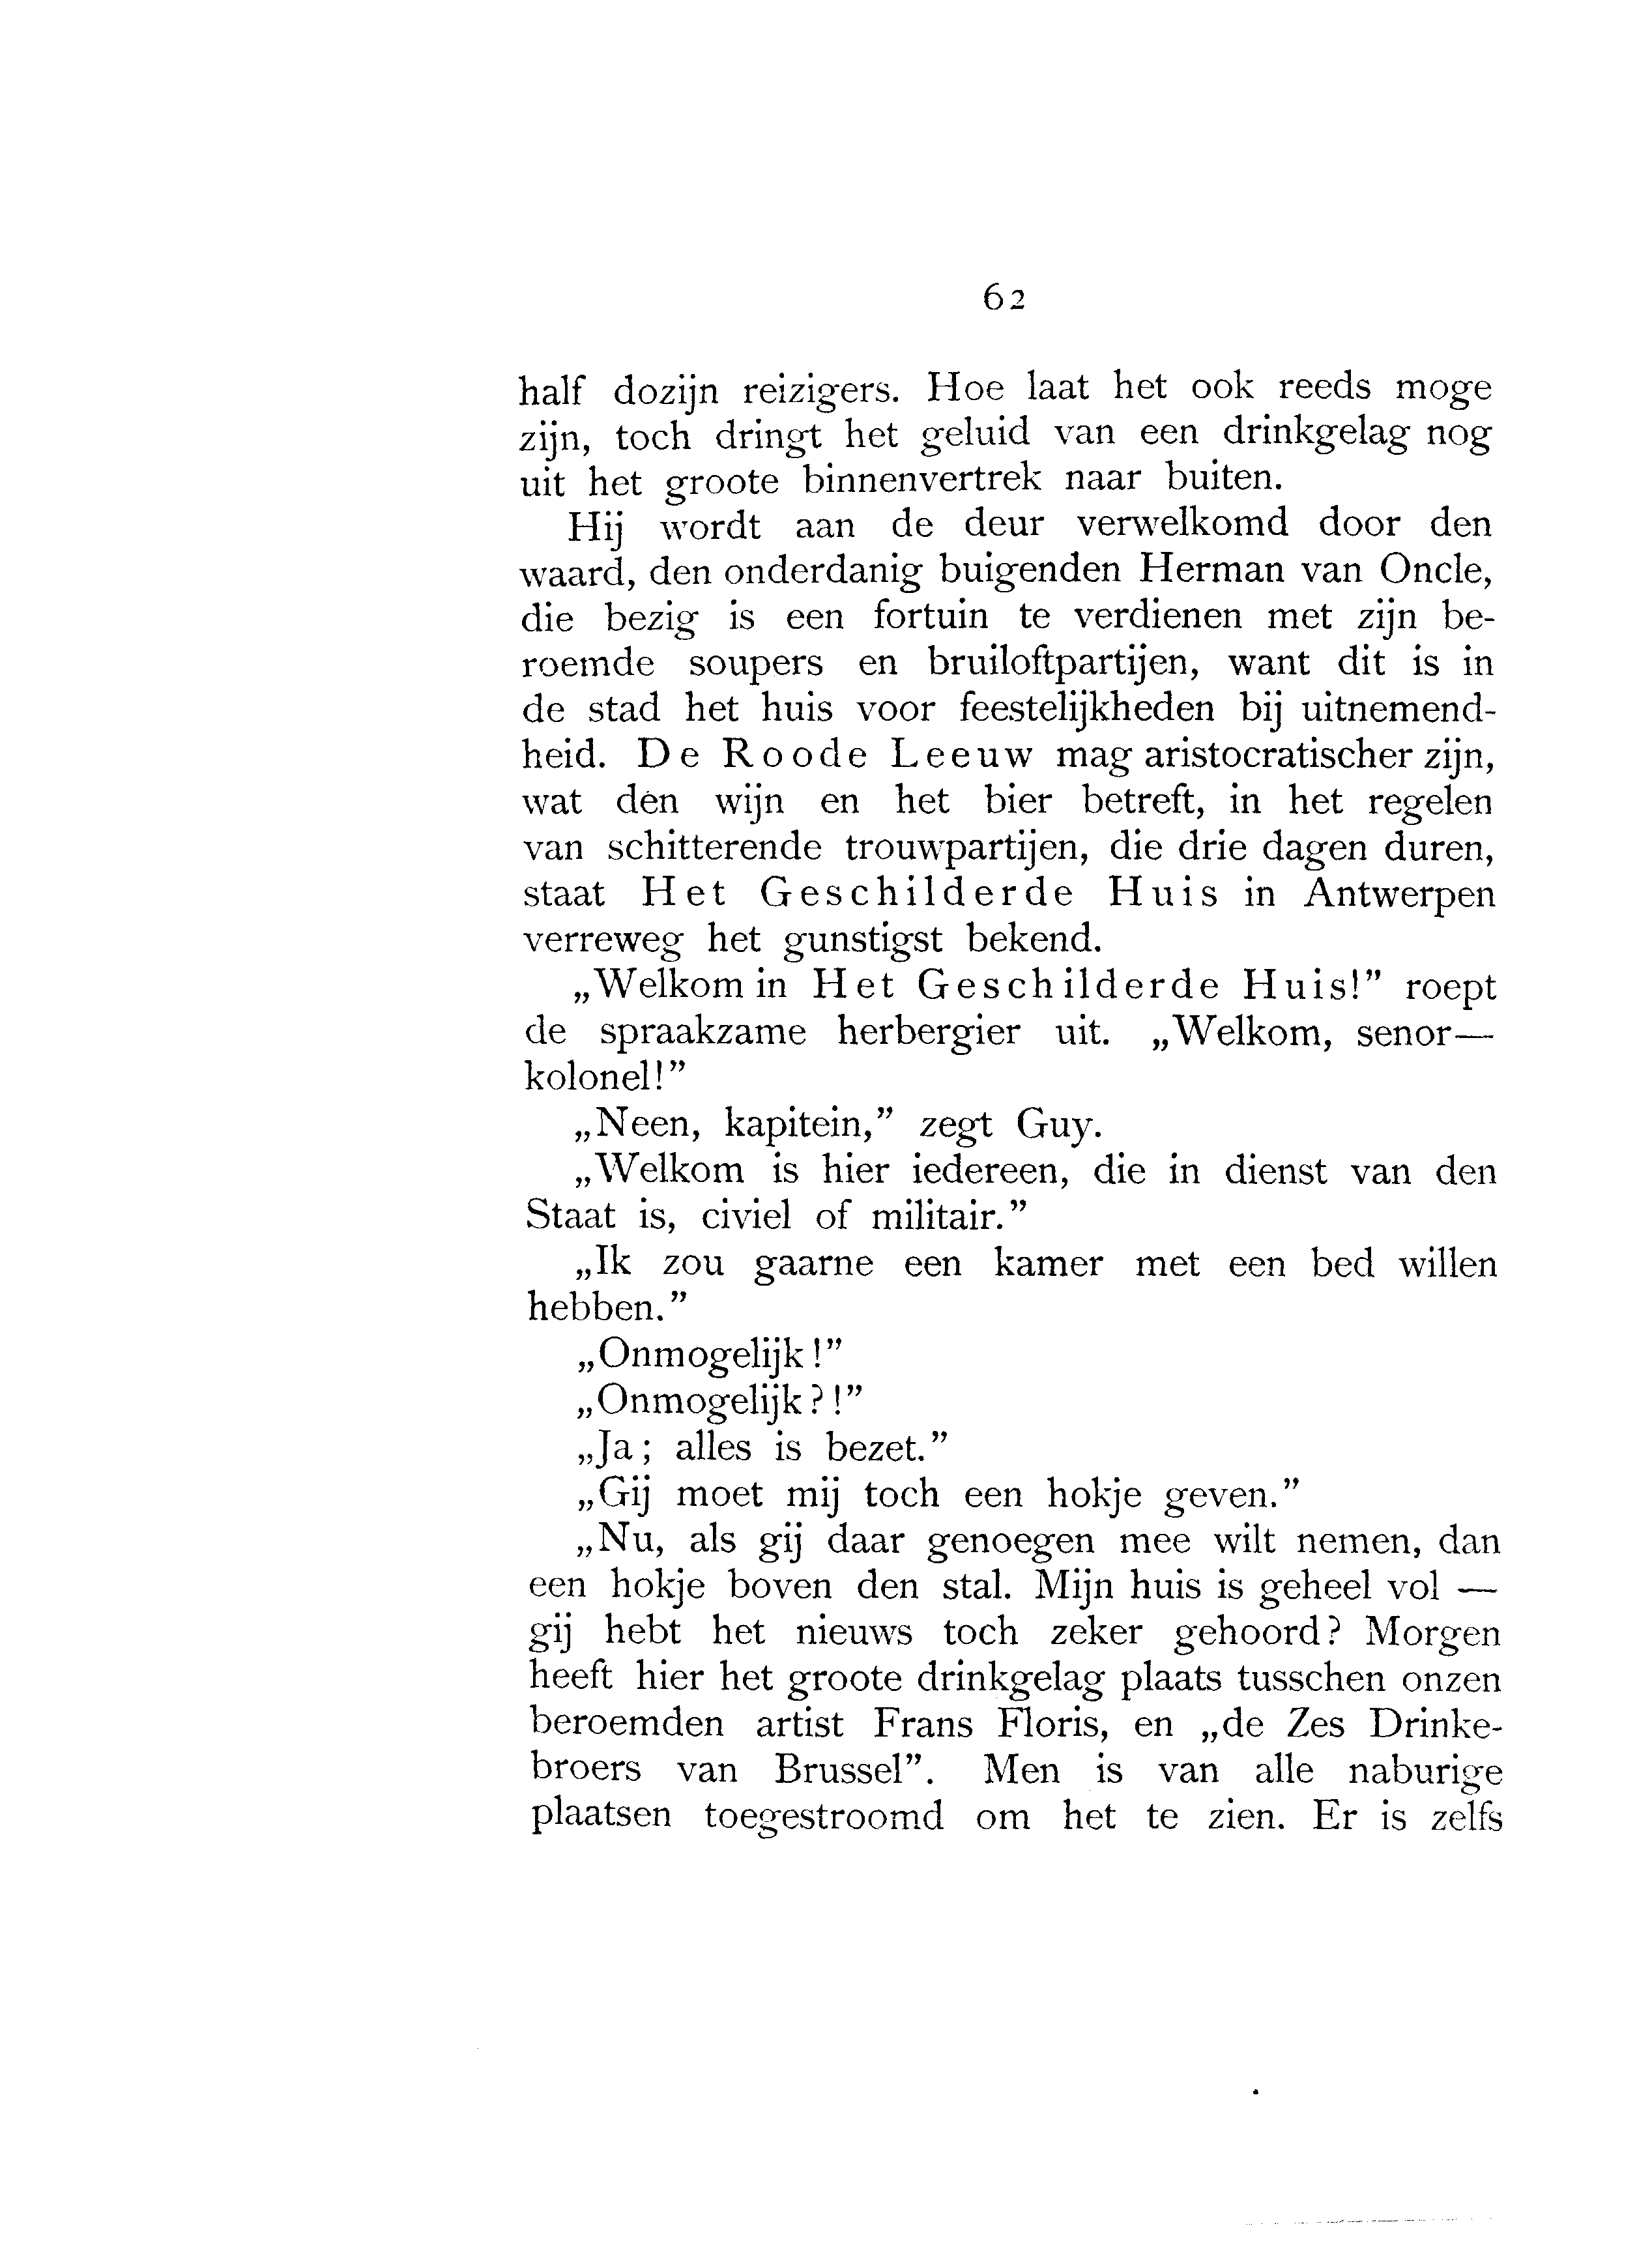 62
half dozijn reizigers. Hoe laat het ook reeds moge
zijn, toch dringt het geluid van een drinkgelag nog
uit het groote binnenvertrek naar buiten.
Hij wordt aan de deur verwelkomd door den
waard, den onderdanig buigenden Herman van Oncle,
die bezig is een fortuin te verdienen met zijn be-
roemde soupers en bruiloftpartijen, want dit is in
de stad het huis voor feestelijkheden bij uitnemend-
heid. De Roode Leeuw mag aristocratischer zijn,
wat den wijn en het bier betreft, in het regelen
van schitterende trouwpartijen, die drie dagen duren,
staat Het Geschilderde Huis in Antwerpen
verreweg het gunstigst bekend.
„Welkom in Het Geschilderde Huis!” roept
de spraakzame herbergier uit. „Welkom, senor—
kolonel!”
„Neen, kapitein,” zegt Guy.
„Welkom is hier iedereen, die in dienst van den
Staat is, civiel of militair.”
„Ik zou gaarne een kamer met een bed willen
hebben.”
„Onmogelijk!”
„Onmogelijk?!”
„Ja; alles is bezet.”
„Gij moet mij toch een hokje geven.”
„Nu, als gij daar genoegen mee wilt nemen, dan
een hokje boven den stal. Mijn huis is geheel vol —
gij hebt het nieuws toch zeker gehoord? Morgen
heeft hier het groote drinkgelag plaats tusschen onzen
beroemden artist Frans Floris, en „de Zes Drinke-
broers van Brussel”. Men is van alle naburige
plaatsen toegestroomd om het te zien. Er is zelfs